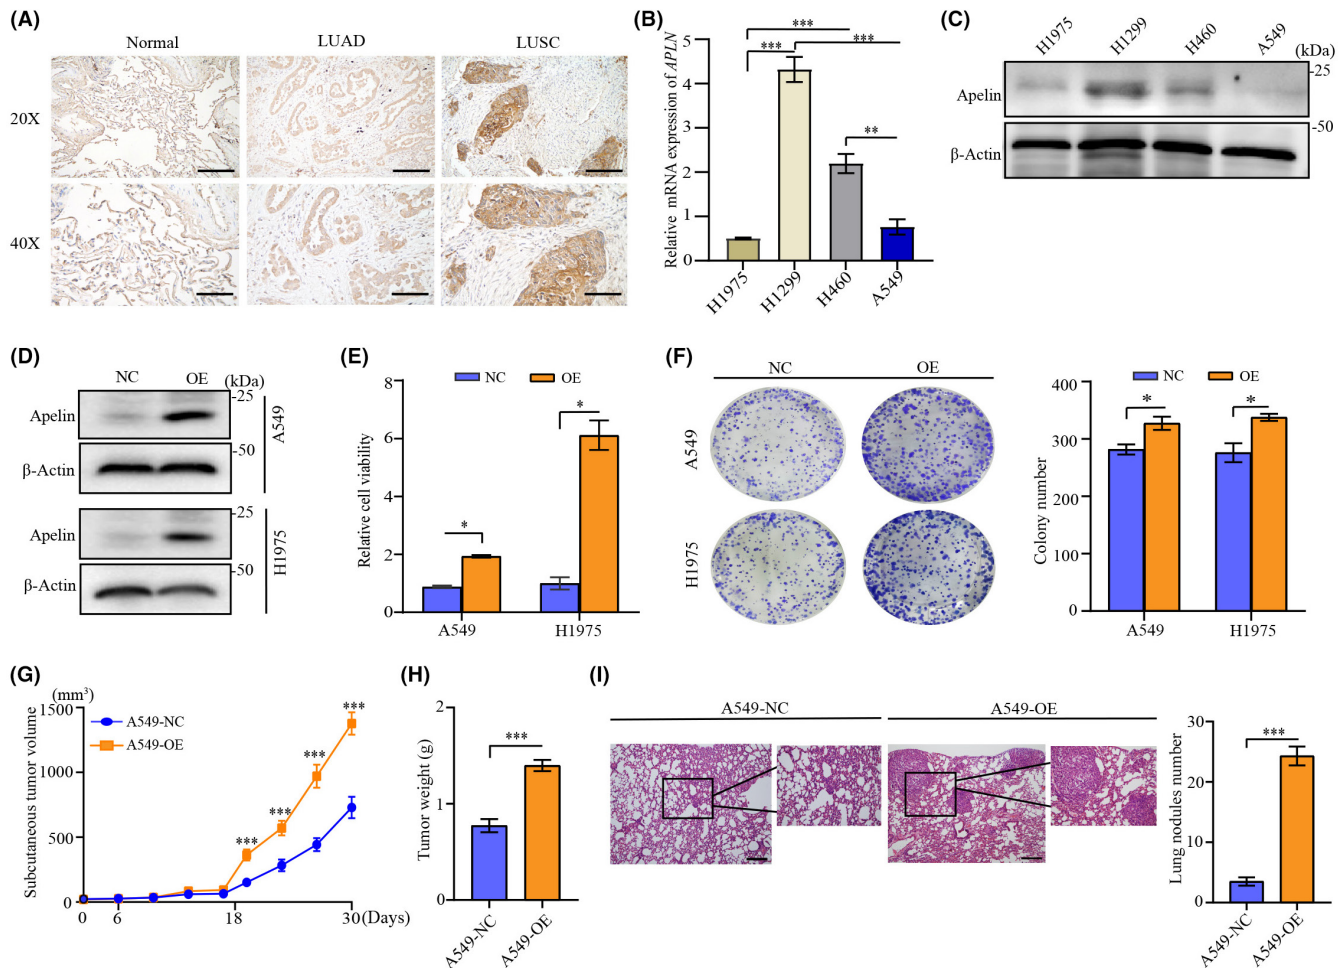 (A)
Normal
LUAD
LUSC
20X
40X
(B)
Relative mRNA expression of APLN
5
4
3
2
1
0
***
***
***
**
H1975
H1299
H460
A549
(C)
H1975
H1299
H460
A549
(kDa)
Apelin
-25
-50
β-Actin
(D)
NC
OE
(kDa)
Apelin
-25
β-Actin
-50
A549
Apelin
-25
β-Actin
-50
H1975
(E)
NC
OE
Relative cell viability
8
6
4
2
0
*
*
A549
H1975
(F)
NC
OE
A549
H1975
NC
OE
Colony number
400
300
200
100
0
*
*
A549
H1975
(G)
(mm³)
Subcutaneous tumor volume
1500
1000
500
0
A549-NC
A549-OE
***
***
***
***
0
6
18
30
(Days)
(H)
Tumor weight (g)
2
1
0
***
A549-NC
A549-OE
(I)
A549-NC
A549-OE
Lung nodules number
30
20
10
0
***
A549-NC
A549-OE